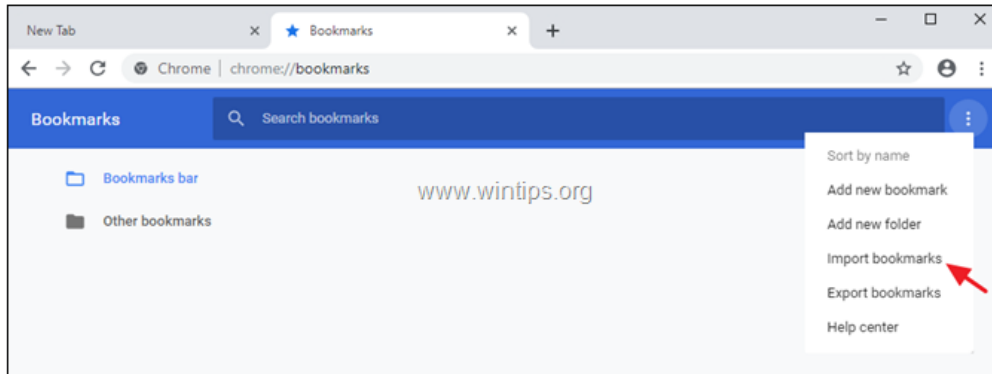 New Tab
Bookmarks
Chrome | chrome://bookmarks
Bookmarks
Search bookmarks
Sort by name
Bookmarks bar
Add new bookmark
www.wintips.org
Other bookmarks
Add new folder
Import bookmarks
Export bookmarks
Help center